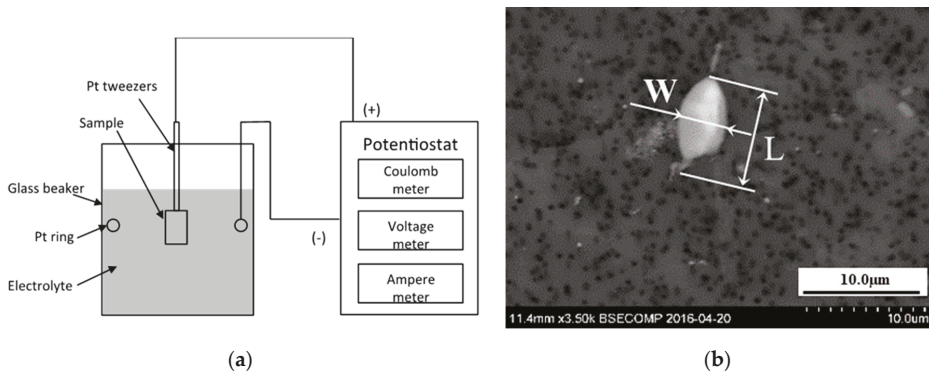 Pt tweezers
Sample
Glass beaker
Pt ring
Electrolyte
(+)
(-)
Potentiostat
Coulomb
meter
Voltage
meter
Ampere
meter
(a)
W
L
10.0μm
11.4mm x3.50k BSECOMP 2016-04-20
10.0um
(b)